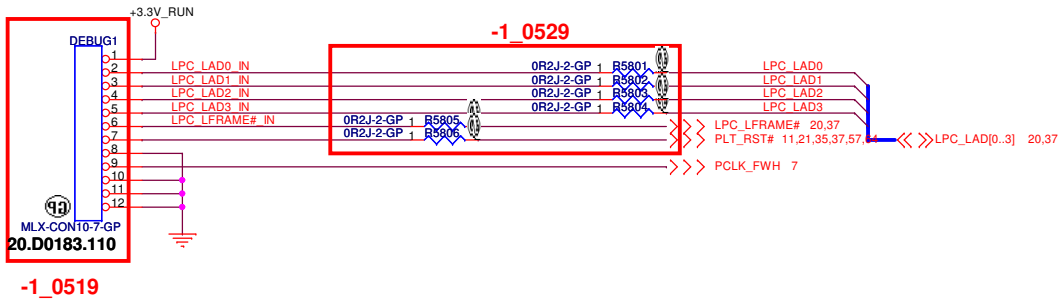 +3.3V_RUN
-1_0529
DEBUG1
1
2 LPC_LAD0_IN 0R2J-2-GP 1 R5801 LPC_LAD0
3 LPC_LAD1_IN 0R2J-2-GP 1 R5802 LPC_LAD1
4 LPC_LAD2_IN 0R2J-2-GP 1 R5803 LPC_LAD2
5 LPC_LAD3_IN 0R2J-2-GP 1 R5804 LPC_LAD3
6 LPC_LFRAME#_IN 0R2J-2-GP 1 R5805 LPC_LFRAME# 20,37
7 0R2J-2-GP 1 R5806 PLT_RST# 11,21,35,37,57,64 LPC_LAD[0..3] 20,37
8
9 PCLK_FWH 7
10
11
12
GP
MLX-CON10-7-GP
20.D0183.110
-1_0519